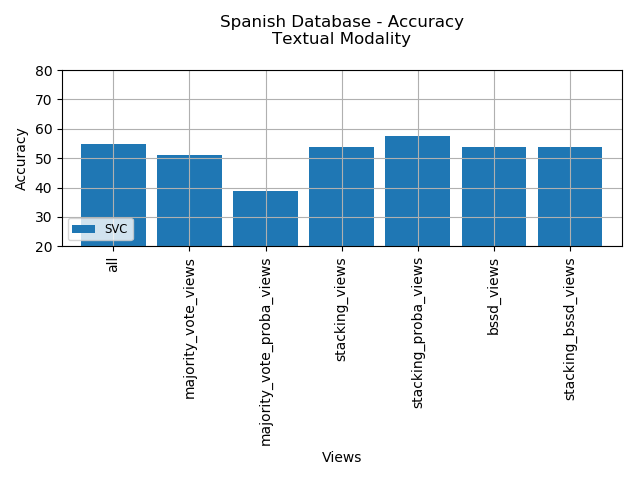 Spanish Database - Accuracy
Textual Modality
80
70
60
50
40
30
20
Accuracy
SVC
all
majority_vote_views
majority_vote_proba_views
stacking_views
stacking_proba_views
bssd_views
stacking_bssd_views
Views